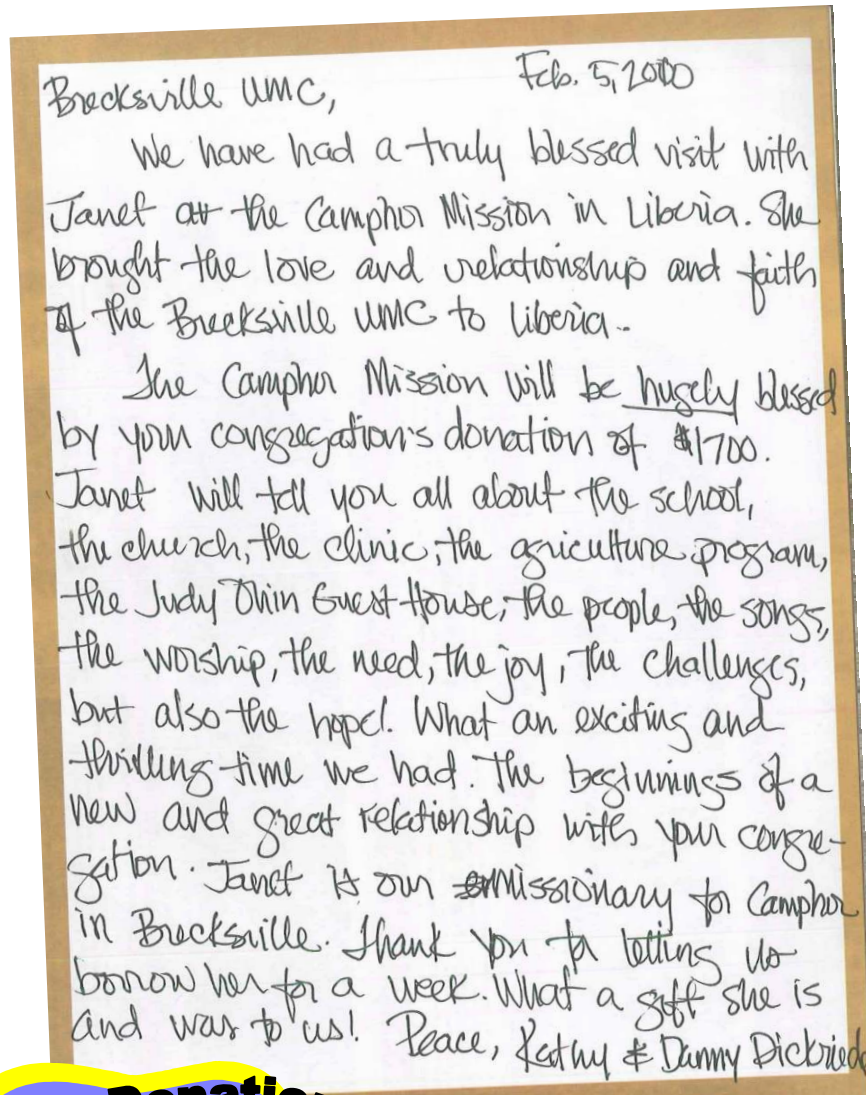 Feb. 5, 2000
Brecksville UMC,
We have had a truly blessed visit with
Janet at the Camphor Mission in Liberia. She
brought the love and relationship and faith
of the Brecksville UMC to Liberia.
The Camphor Mission will be hugely blessed
by your congregation's donation of $1700.
Janet will tell you all about the school,
the church, the clinic, the agriculture program,
the Judy Guest House, the people, the songs,
the worship, the need, the joy, the challenges,
but also the hope! What an exciting and
thrilling time we had. The beginnings of a
new and great relationship with your congre-
gation. Janet is our missionary for Camphor
in Brecksville. Thank you for letting us
borrow her for a week. What a gift she is
and was to us! Peace, Kathy & Danny